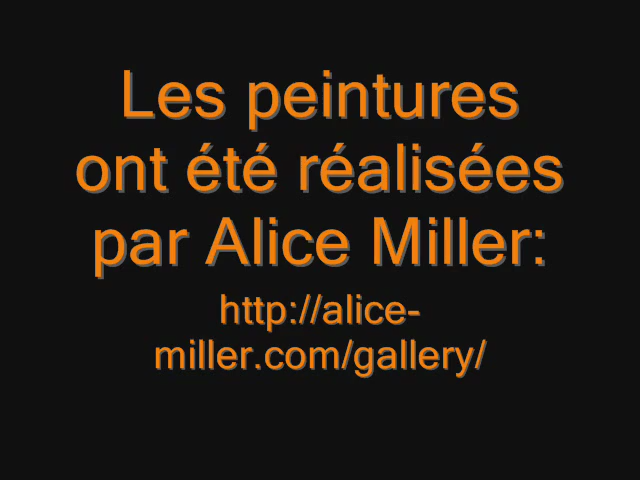 Les peintures
ont été réalisées
par Alice Miller:
http://alice-
miller.com/gallery/